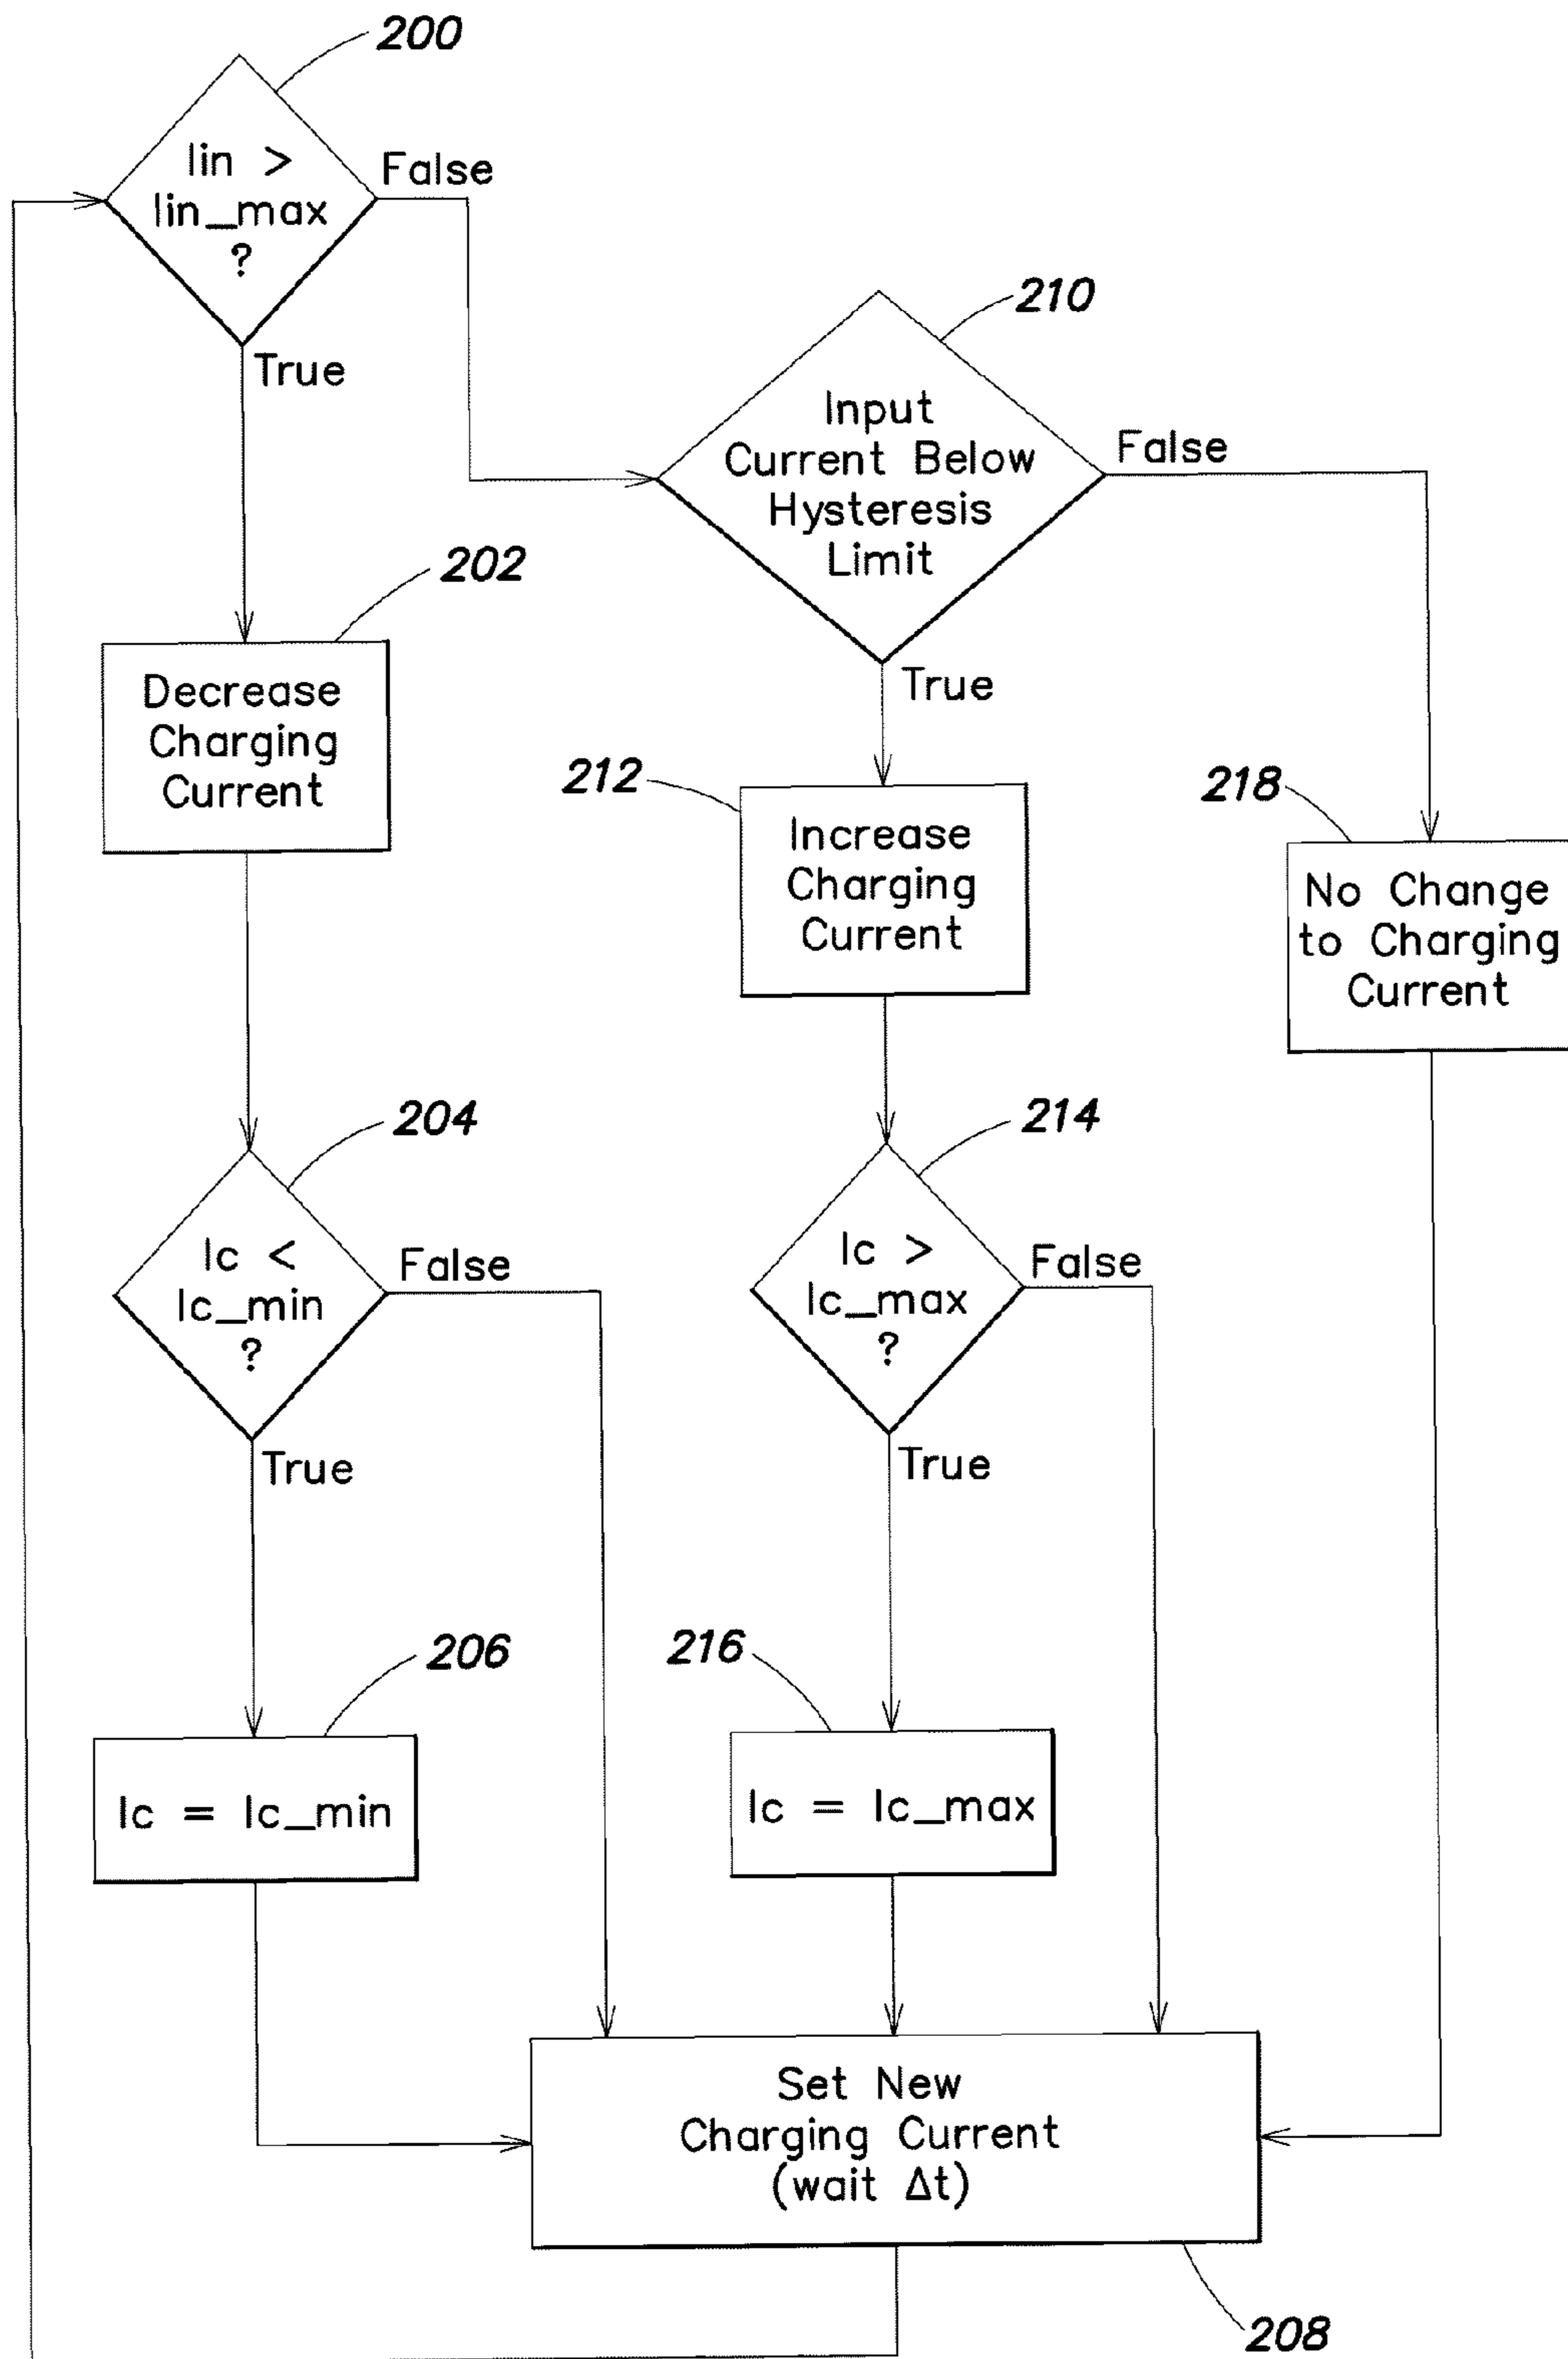 200
Iin >
Iin_max
?
False
True
210
Input
Current Below
Hysteresis
Limit
False
True
202
Decrease
Charging
Current
212
Increase
Charging
Current
218
No Change
to Charging
Current
204
Ic <
Ic_min
?
False
True
214
Ic >
Ic_max
?
False
True
206
Ic = Ic_min
216
Ic = Ic_max
Set New
Charging Current
(wait Δt)
208